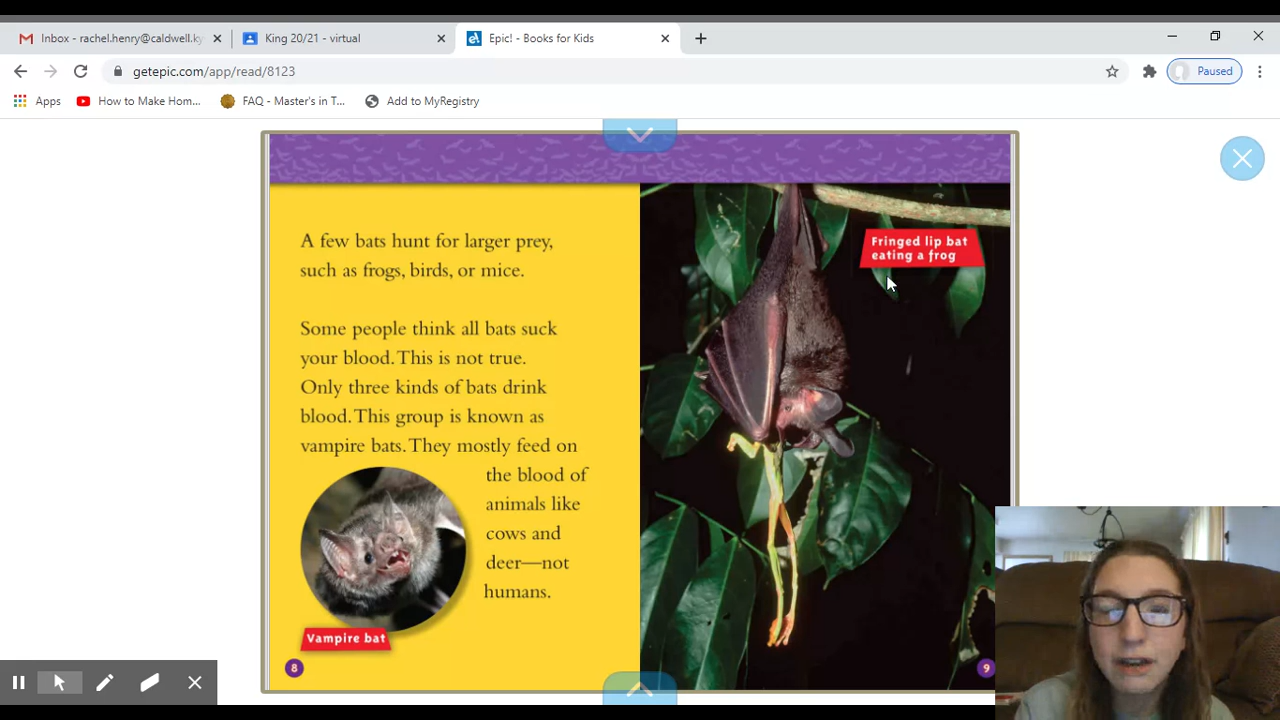 Inbox - rachel.henry@caldwell.ky
King 20/21 - virtual
Epic! - Books for Kids
getepic.com/app/read/8123
Paused
Apps
How to Make Hom...
FAQ - Master's in T...
Add to MyRegistry
A few bats hunt for larger prey,
such as frogs, birds, or mice.
Some people think all bats suck
your blood. This is not true.
Only three kinds of bats drink
blood. This group is known as
vampire bats. They mostly feed on
the blood of
animals like
cows and
deer—not
humans.
Vampire bat
8
Fringed lip bat
eating a frog
9